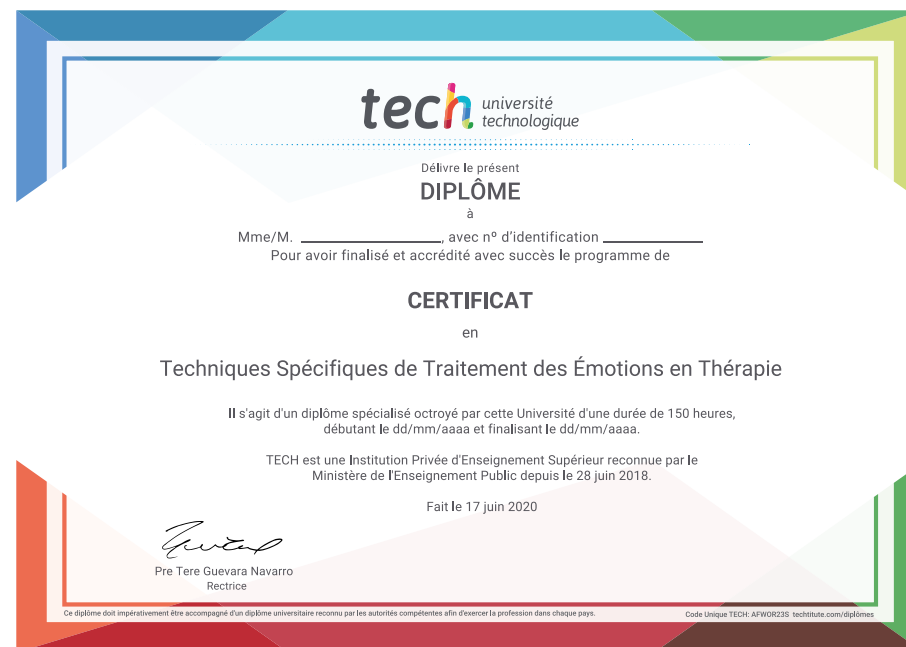 tech université
technologique
Délivre le présent
DIPLÔME
à
Mme/M. ____________________, avec nº d'identification ______________
Pour avoir finalisé et accrédité avec succès le programme de
CERTIFICAT
en
Techniques Spécifiques de Traitement des Émotions en Thérapie
Il s'agit d'un diplôme spécialisé octroyé par cette Université d'une durée de 150 heures,
débutant le dd/mm/aaaa et finalisant le dd/mm/aaaa.
TECH est une Institution Privée d'Enseignement Supérieur reconnue par le
Ministère de l'Enseignement Public depuis le 28 juin 2018.
Fait le 17 juin 2020
Pre Tere Guevara Navarro
Rectrice
Ce diplôme doit impérativement être accompagné d'un diplôme universitaire reconnu par les autorités compétentes afin d'exercer la profession dans chaque pays.
Code Unique TECH: AFWOR23S techtitute.com/diplômes